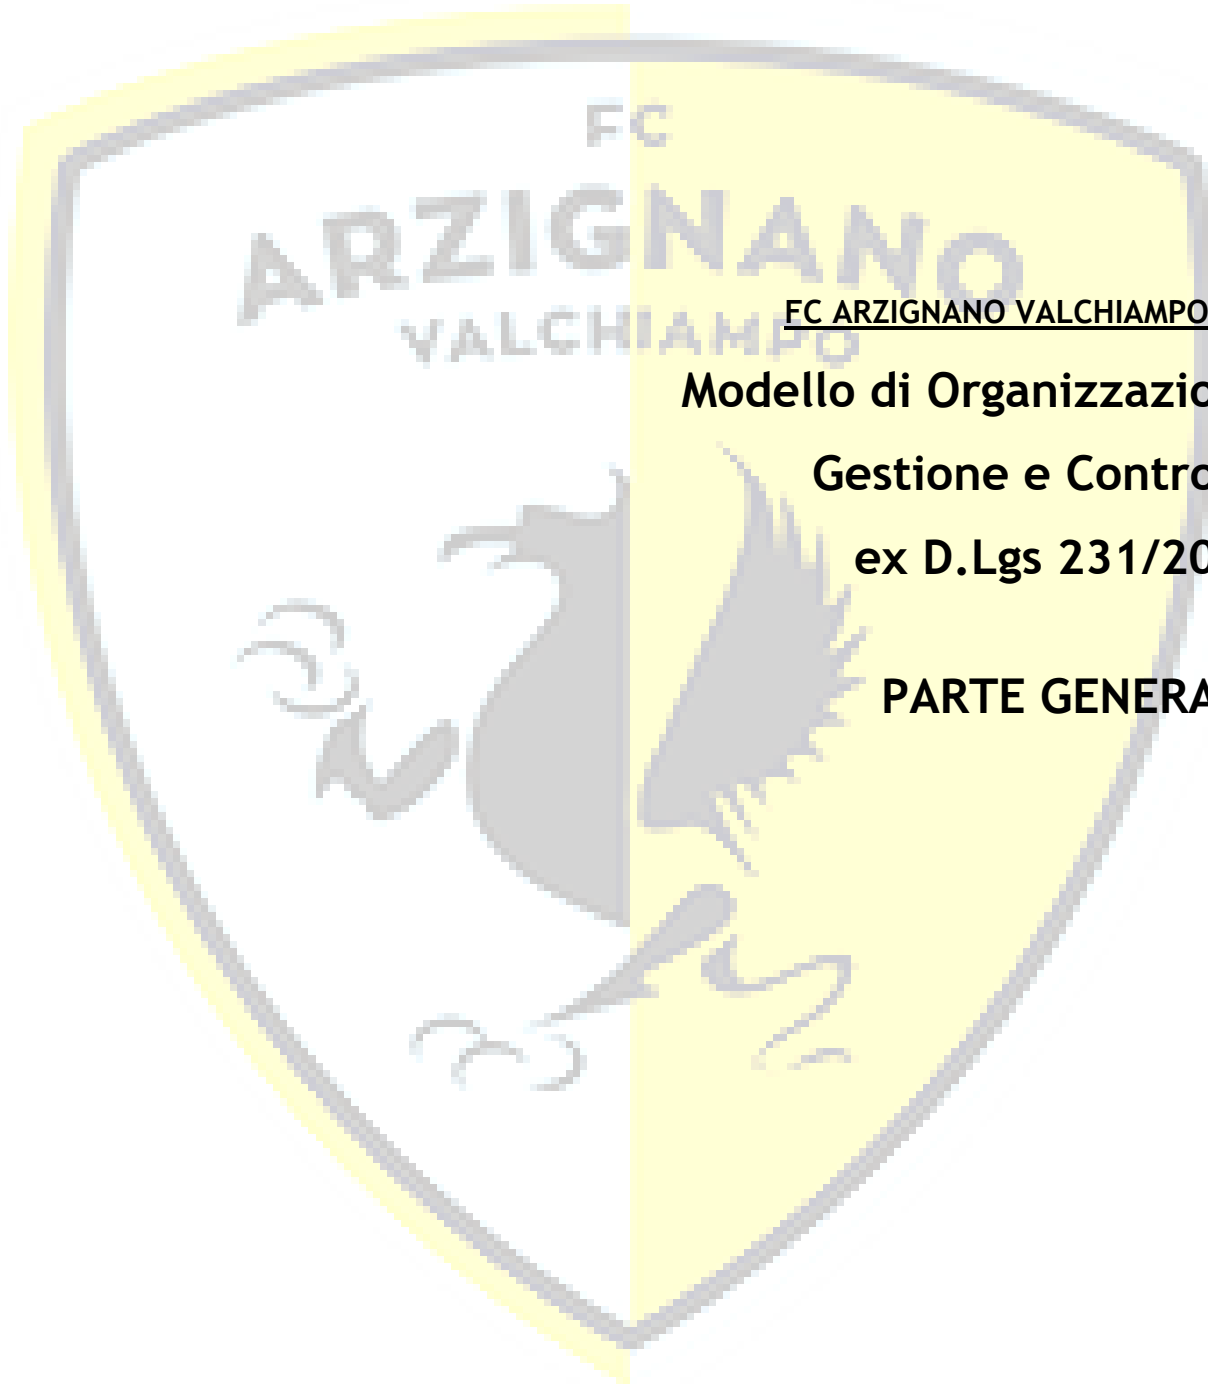 FC
ARZIGNANO
VALCHIAMPO
FC ARZIGNANO VALCHIAMPO
Modello di Organizzazio
Gestione e Contro
ex D.Lgs 231/20
PARTE GENERA